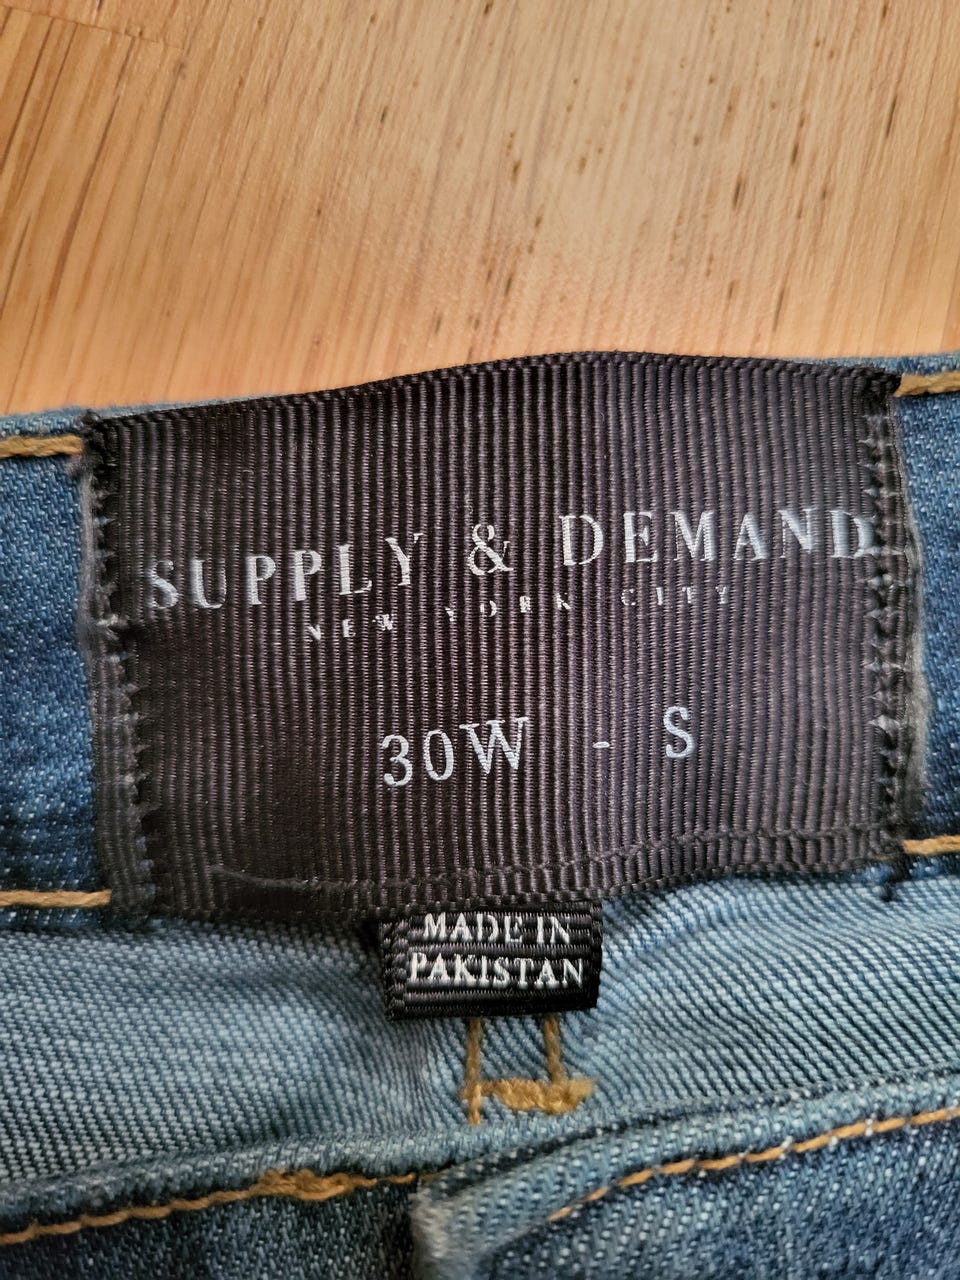 SUPPLY & DEMAND
NEW YORK CITY
30W - S
MADE IN
PAKISTAN